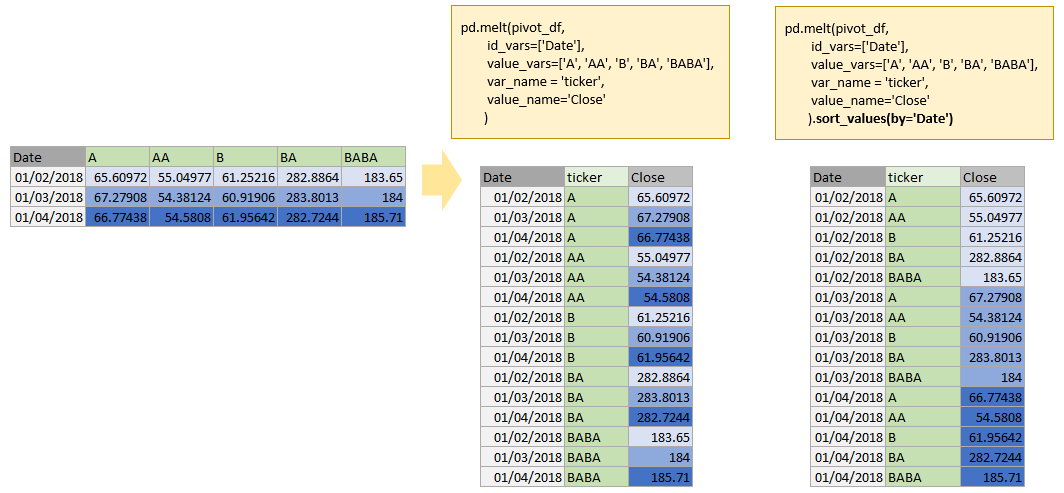 pd.melt(pivot_df,
id_vars=['Date'],
value_vars=['A', 'AA', 'B', 'BA', 'BABA'],
var_name = 'ticker',
value_name='Close'
)
pd.melt(pivot_df,
id_vars=['Date'],
value_vars=['A', 'AA', 'B', 'BA', 'BABA'],
var_name = 'ticker',
value_name='Close'
).sort_values(by='Date')
Date A AA B BA BABA
01/02/2018 65.60972 55.04977 61.25216 282.8864 183.65
01/03/2018 67.27908 54.38124 60.91906 283.8013 184
01/04/2018 66.77438 54.5808 61.95642 282.7244 185.71
Date ticker Close
01/02/2018 A 65.60972
01/03/2018 A 67.27908
01/04/2018 A 66.77438
01/02/2018 AA 55.04977
01/03/2018 AA 54.38124
01/04/2018 AA 54.5808
01/02/2018 B 61.25216
01/03/2018 B 60.91906
01/04/2018 B 61.95642
01/02/2018 BA 282.8864
01/03/2018 BA 283.8013
01/04/2018 BA 282.7244
01/02/2018 BABA 183.65
01/03/2018 BABA 184
01/04/2018 BABA 185.71
Date ticker Close
01/02/2018 A 65.60972
01/02/2018 AA 55.04977
01/02/2018 B 61.25216
01/02/2018 BA 282.8864
01/02/2018 BABA 183.65
01/03/2018 A 67.27908
01/03/2018 AA 54.38124
01/03/2018 B 60.91906
01/03/2018 BA 283.8013
01/03/2018 BABA 184
01/04/2018 A 66.77438
01/04/2018 AA 54.5808
01/04/2018 B 61.95642
01/04/2018 BA 282.7244
01/04/2018 BABA 185.71